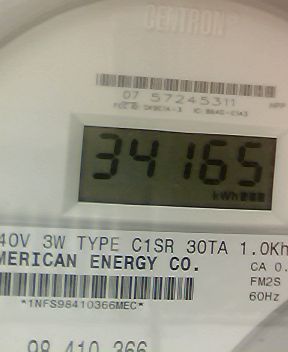 CENTRON®
07 57245311
34165
kWh
40V 3W TYPE C1SR 30TA 1.0Kh
MERICAN ENERGY CO.
CA 0.
FM2S
60Hz
*1NFS98410366MEC*
98 410 366